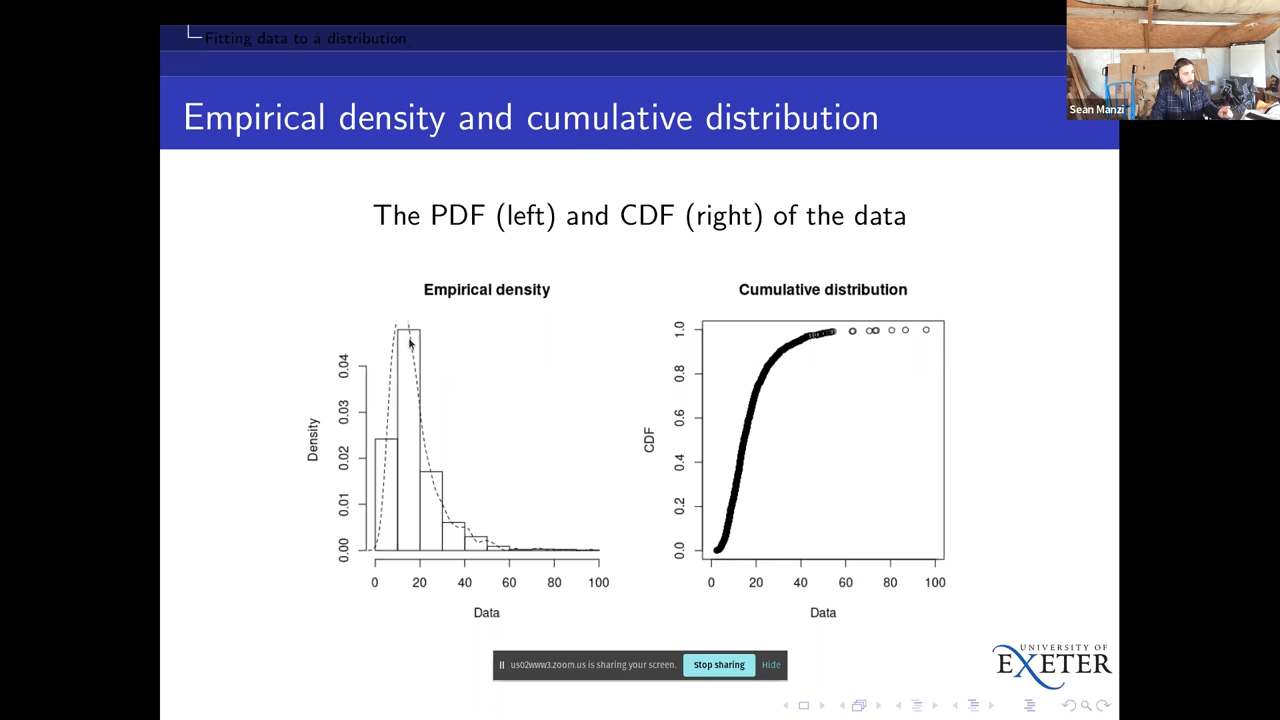 Fitting data to a distribution
Sean Manzi
Empirical density and cumulative distribution
The PDF (left) and CDF (right) of the data
Empirical density
Density
0.00 0.01 0.02 0.03 0.04
0 20 40 60 80 100
Data
Cumulative distribution
CDF
0.0 0.2 0.4 0.6 0.8 1.0
0 20 40 60 80 100
Data
us02www3.zoom.us is sharing your screen. Stop sharing Hide
UNIVERSITY OF
EXETER